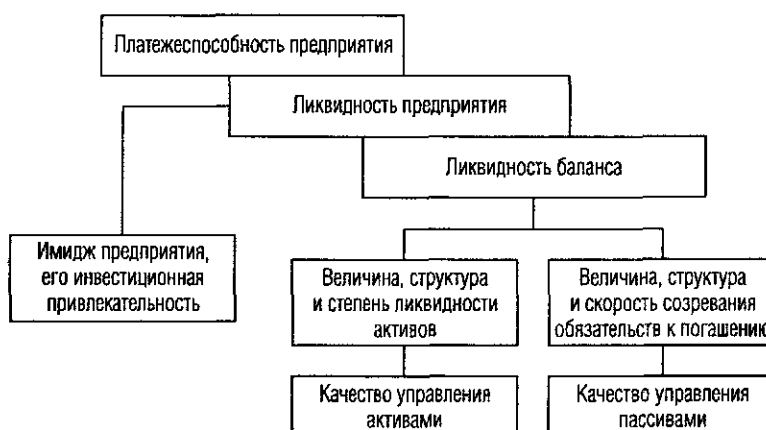 Платежеспособность предприятия
Ликвидность предприятия
Ликвидность баланса
Имидж предприятия,
его инвестиционная
привлекательность
Величина, структура
и степень ликвидности
активов
Величина, структура
и скорость созревания
обязательств к погашению
Качество управления
активами
Качество управления
пассивами